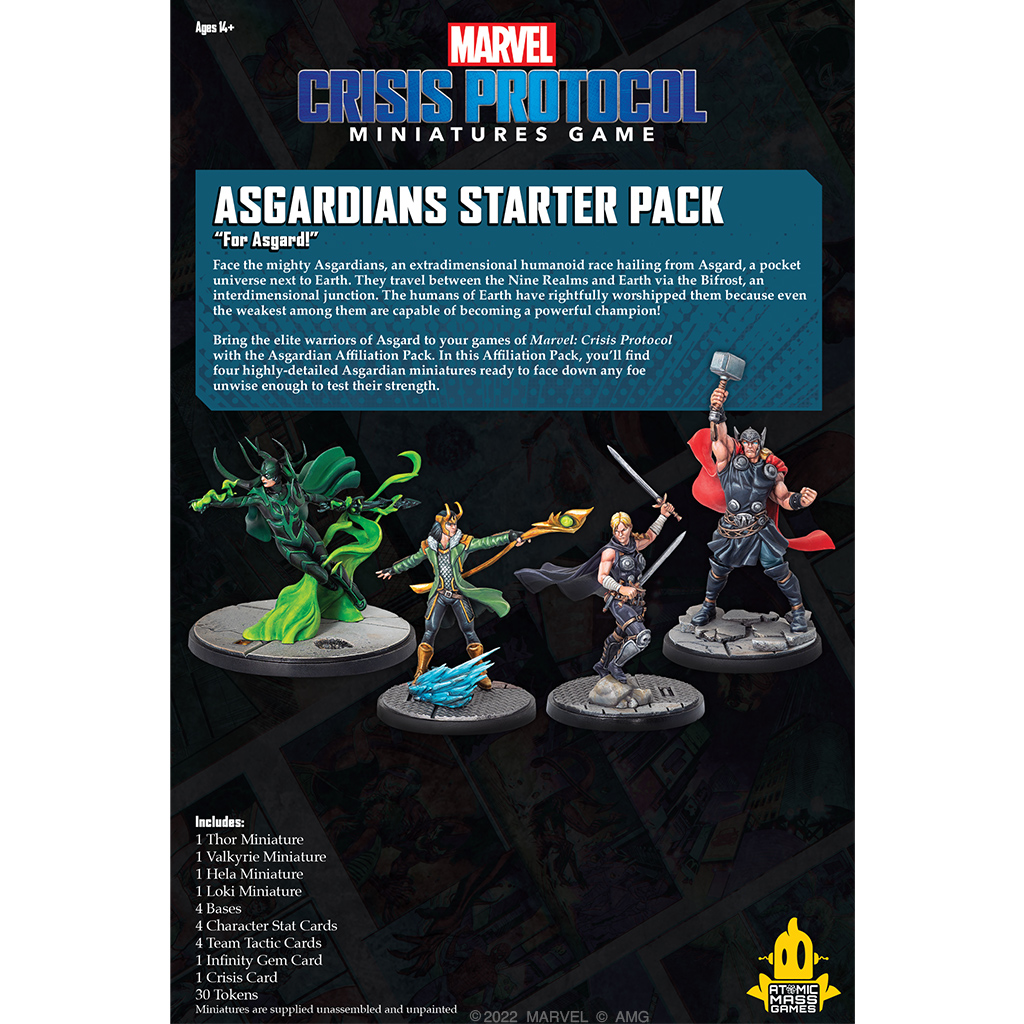 Ages 14+
MARVEL
CRISIS PROTOCOL
MINIATURES GAME
ASGARDIANS STARTER PACK
“For Asgard!”
Face the mighty Asgardians, an extradimensional humanoid race hailing from Asgard, a pocket
universe next to Earth. They travel between the Nine Realms and Earth via the Bifrost, an
interdimensional junction. The humans of Earth have rightfully worshipped them because even
the weakest among them are capable of becoming a powerful champion!
Bring the elite warriors of Asgard to your games of Marvel: Crisis Protocol
with the Asgardian Affiliation Pack. In this Affiliation Pack, you’ll find
four highly-detailed Asgardian miniatures ready to face down any foe
unwise enough to test their strength.
Includes:
1 Thor Miniature
1 Valkyrie Miniature
1 Hela Miniature
1 Loki Miniature
4 Bases
4 Character Stat Cards
4 Team Tactic Cards
1 Infinity Gem Card
1 Crisis Card
30 Tokens
Miniatures are supplied unassembled and unpainted
ATOMIC
MASS
GAMES
©2022 MARVEL © AMG